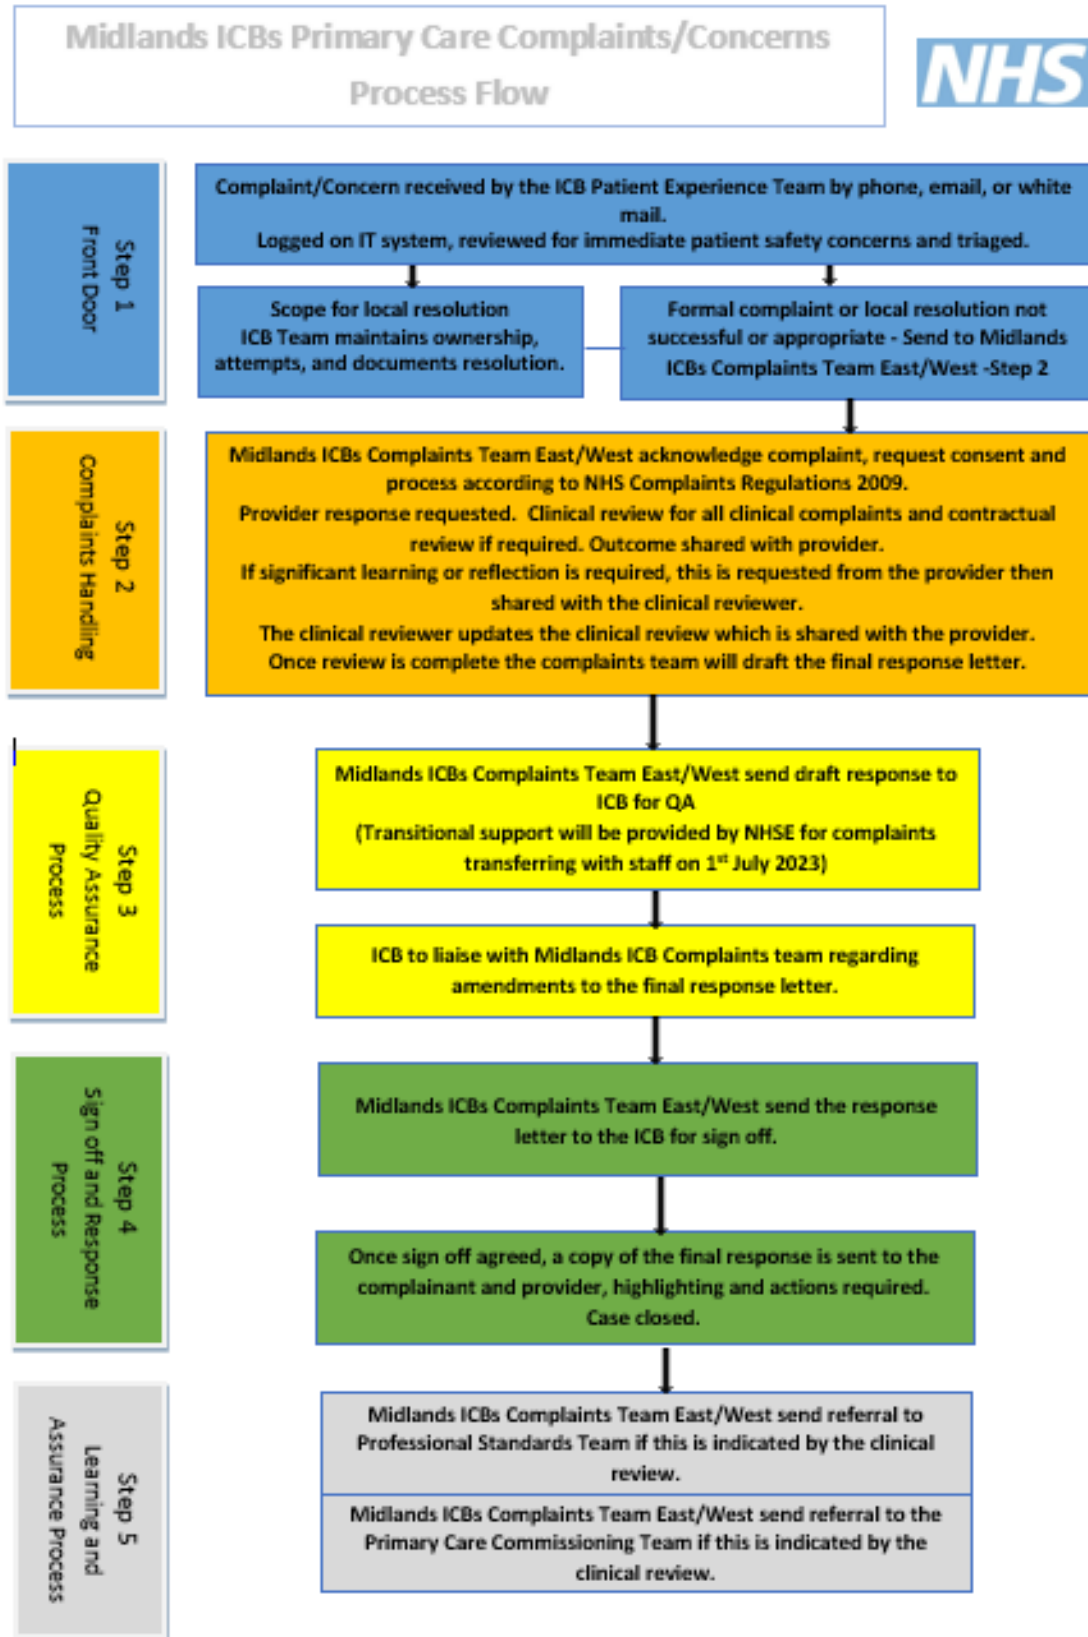 Midlands ICBs Primary Care Complaints/Concerns
Process Flow
NHS
Step 1
Front Door
Complaint/Concern received by the ICB Patient Experience Team by phone, email, or white
mail.
Logged on IT system, reviewed for immediate patient safety concerns and triaged.
Scope for local resolution
ICB Team maintains ownership,
attempts, and documents resolution.
Formal complaint or local resolution not
successful or appropriate - Send to Midlands
ICBs Complaints Team East/West -Step 2
Step 2
Complaints Handling
Midlands ICBs Complaints Team East/West acknowledge complaint, request consent and
process according to NHS Complaints Regulations 2009.
Provider response requested.  Clinical review for all clinical complaints and contractual
review if required. Outcome shared with provider.
If significant learning or reflection is required, this is requested from the provider then
shared with the clinical reviewer.
The clinical reviewer updates the clinical review which is shared with the provider.
Once review is complete the complaints team will draft the final response letter.
Step 3
Quality Assurance
Process
Midlands ICBs Complaints Team East/West send draft response to
ICB for QA
(Transitional support will be provided by NHSE for complaints
transferring with staff on 1st July 2023)
ICB to liaise with Midlands ICB Complaints team regarding
amendments to the final response letter.
Step 4
Sign off and Response
Process
Midlands ICBs Complaints Team East/West send the response
letter to the ICB for sign off.
Once sign off agreed, a copy of the final response is sent to the
complainant and provider, highlighting and actions required.
Case closed.
Step 5
Learning and
Assurance Process
Midlands ICBs Complaints Team East/West send referral to
Professional Standards Team if this is indicated by the clinical
review.
Midlands ICBs Complaints Team East/West send referral to the
Primary Care Commissioning Team if this is indicated by the
clinical review.